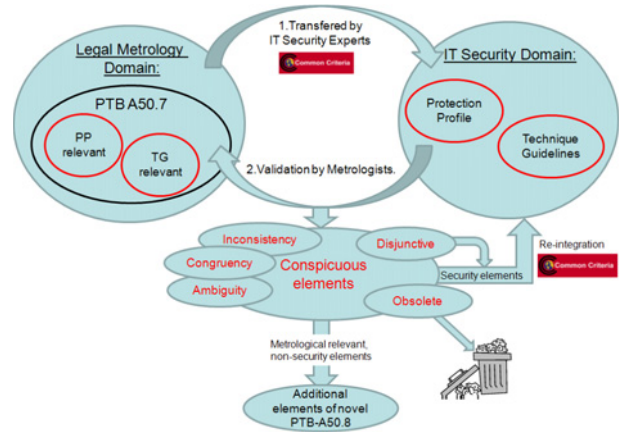 Legal Metrology
Domain:
PTB A50.7
PP
relevant
TG
relevant
1.Transfered by
IT Security Experts
Common Criteria
IT Security Domain:
Protection
Profile
Technique
Guidelines
2.Validation by Metrologists.
Inconsistency
Disjunctive
Congruency
Conspicuous
elements
Ambiguity
Obsolete
Security elements
Re-integration
Common Criteria
Metrological relevant,
non-security elements
Additional
elements of novel
PTB-A50.8